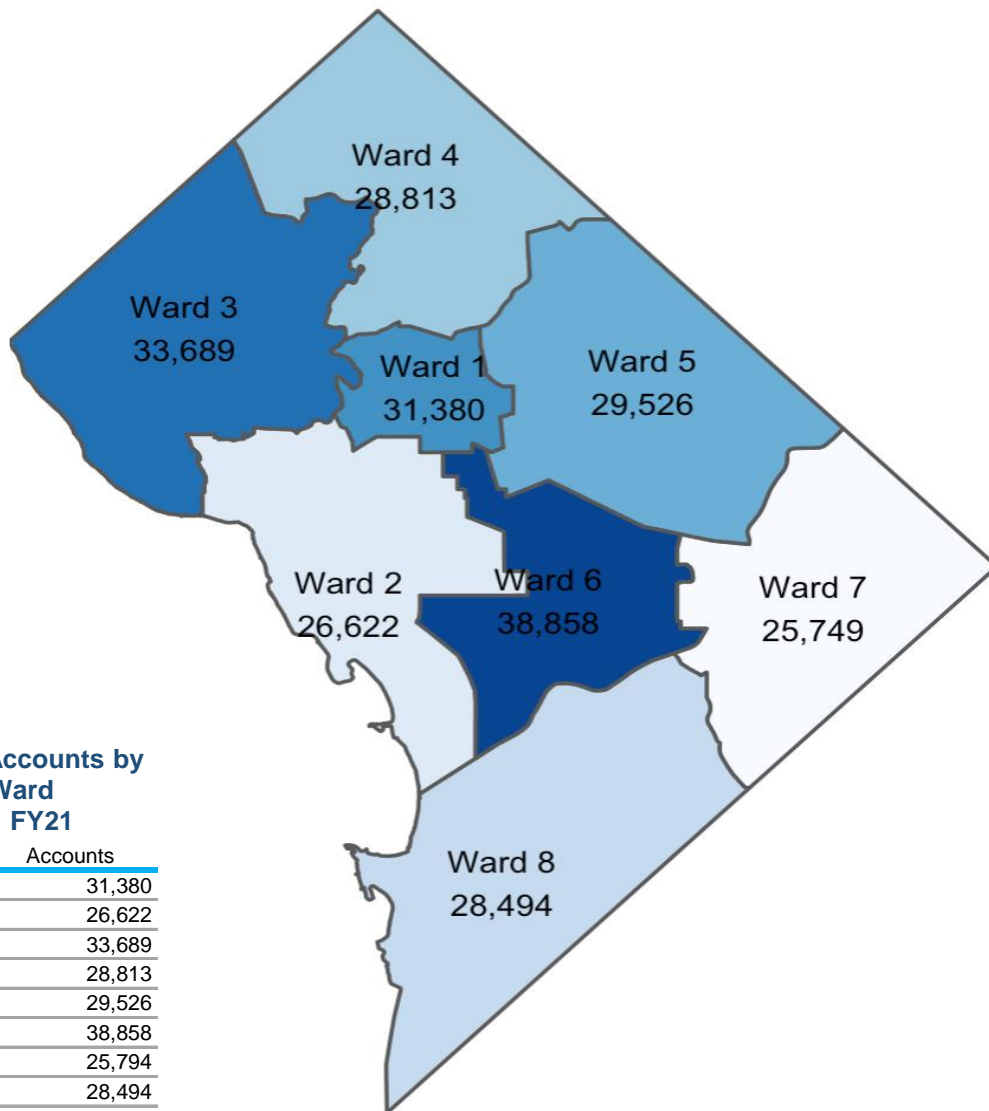 Ward 4
28,813
Ward 3
33,689
Ward 1
31,380
Ward 5
29,526
Ward 2
26,622
Ward 6
38,858
Ward 7
25,749
Ward 8
28,494
Accounts by
Ward
FY21
Accounts
31,380
26,622
33,689
28,813
29,526
38,858
25,794
28,494